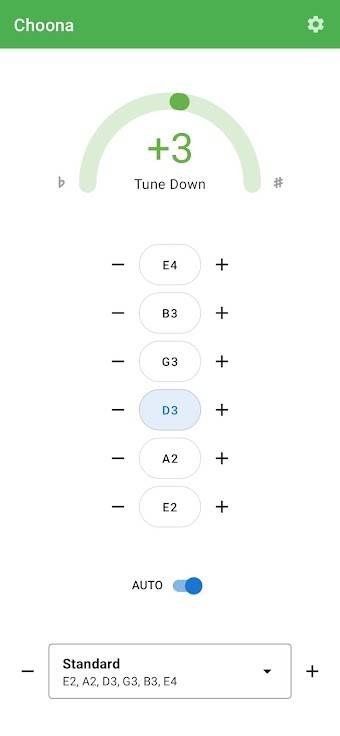 Choona
+3
♭ Tune Down ♯
− E4 +
− B3 +
− G3 +
− D3 +
− A2 +
− E2 +
AUTO
− Standard +
E2, A2, D3, G3, B3, E4